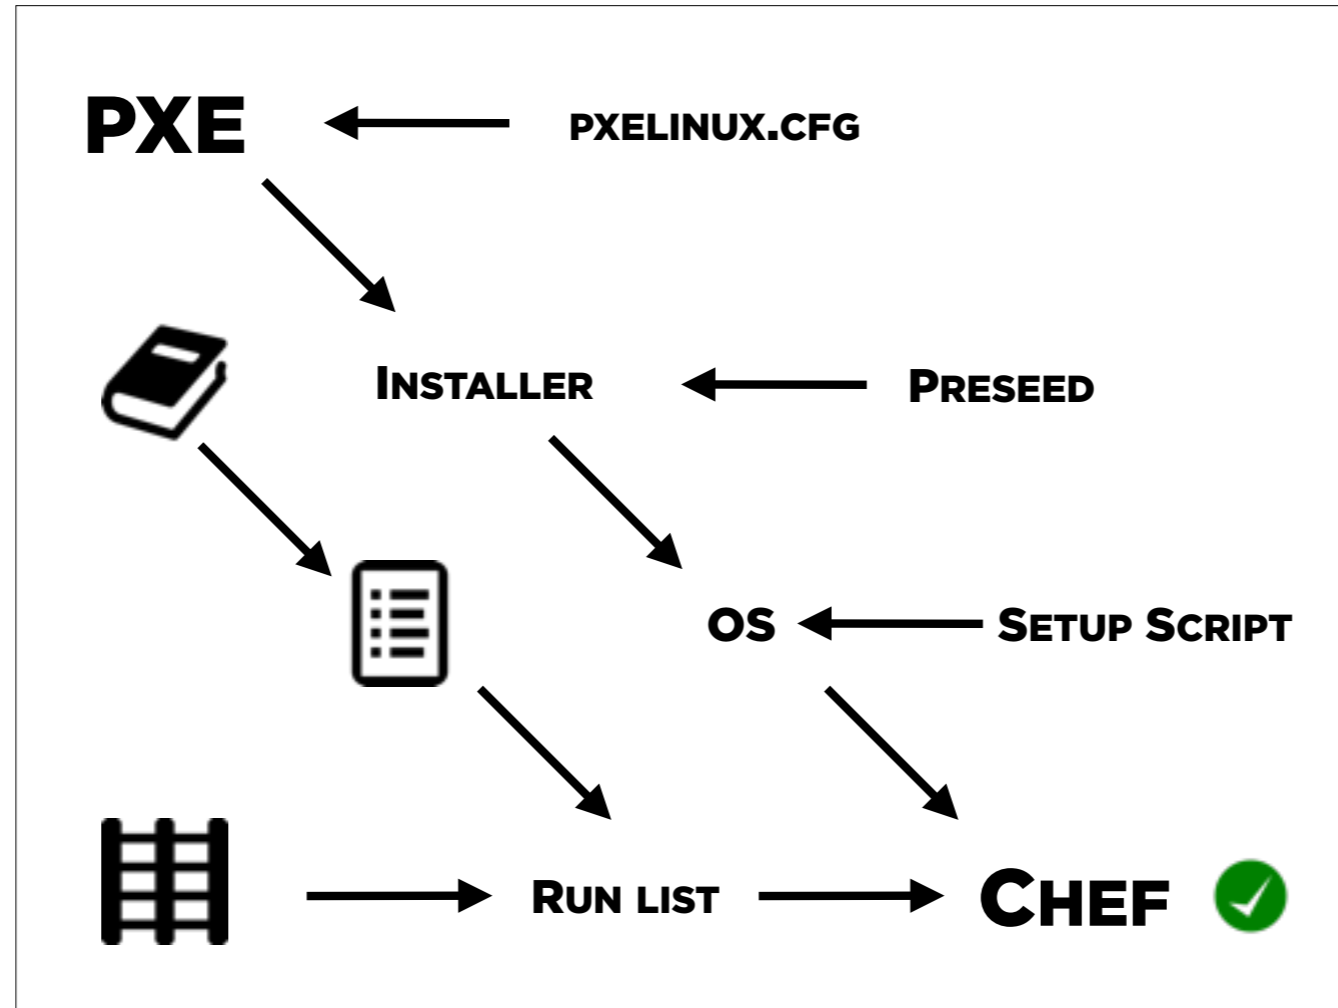 PXE
PXELINUX.CFG
INSTALLER
PRESEED
OS
SETUP SCRIPT
RUN LIST
CHEF